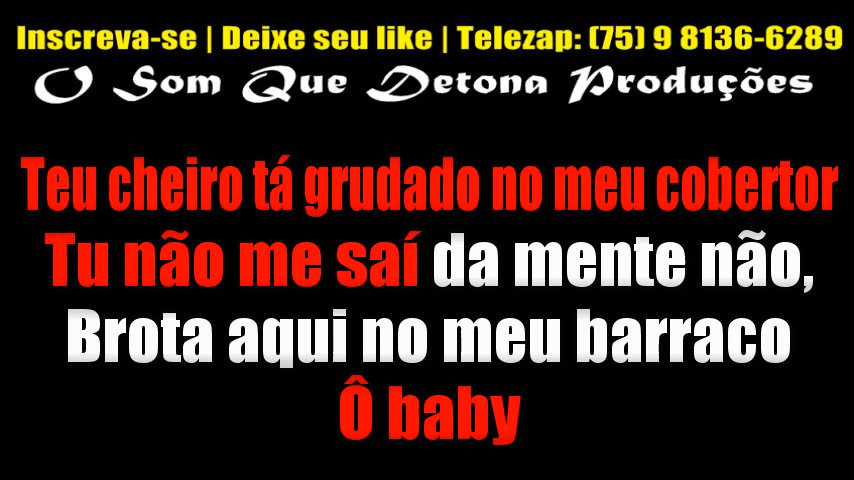 Inscreva-se | Deixe seu like | Telezap: (75) 9 8136-6289
O Som Que Detona Produções
Teu cheiro tá grudado no meu cobertor
Tu não me saí da mente não,
Brota aqui no meu barraco
Ô baby